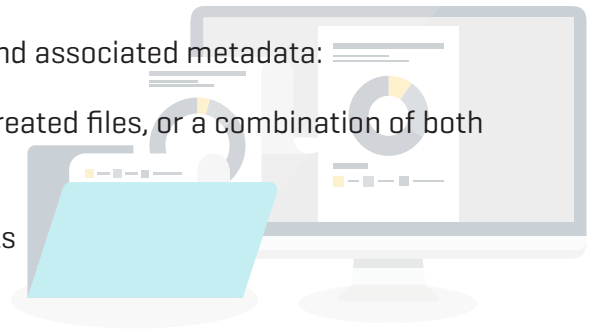 nd associated metadata:
reated files, or a combination of both
s